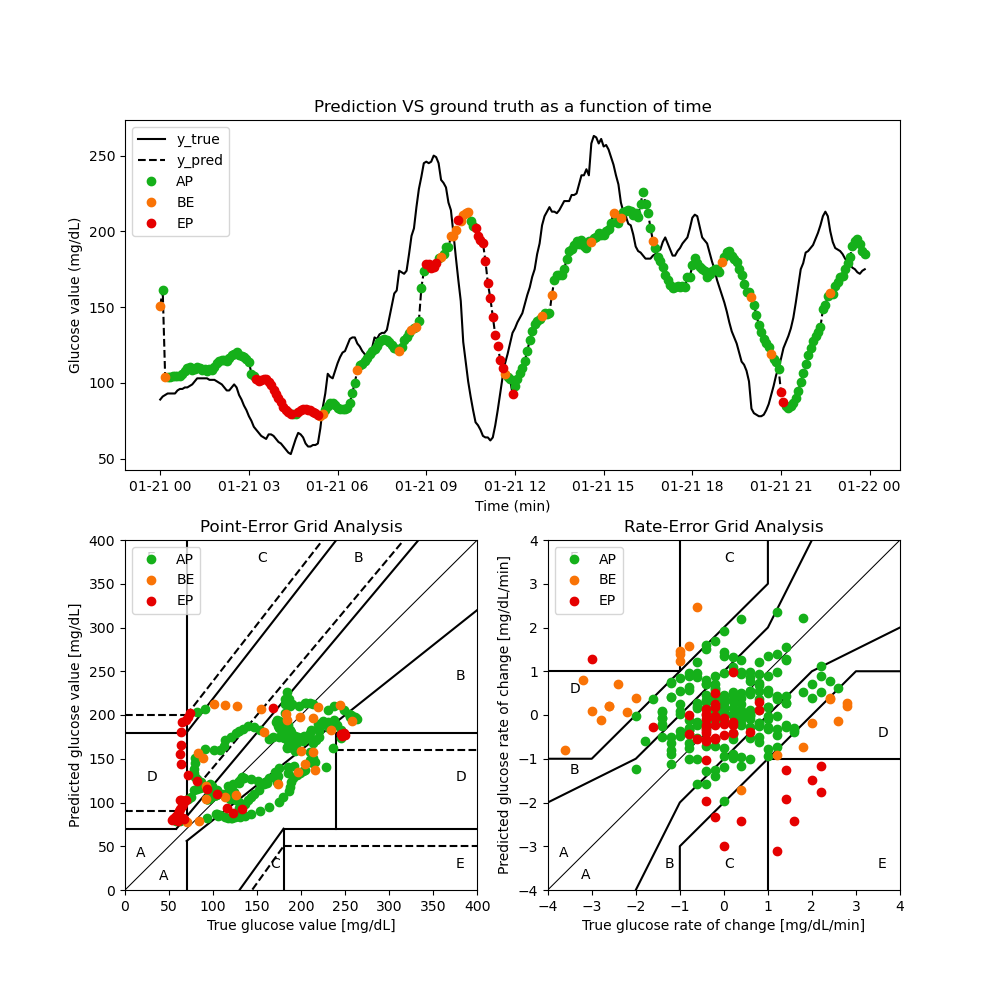 Prediction VS ground truth as a function of time
Glucose value (mg/dL)
250
200
150
100
50
y_true
y_pred
AP
BE
EP
01-21 00 01-21 03 01-21 06 01-21 09 01-21 12 01-21 15 01-21 18 01-21 21 01-22 00
Time (min)
Point-Error Grid Analysis
Predicted glucose value [mg/dL]
400
350
300
250
200
150
100
50
0
AP
BE
EP
C
B
B
D
D
A
A
C
E
0 50 100 150 200 250 300 350 400
True glucose value [mg/dL]
Rate-Error Grid Analysis
Predicted glucose rate of change [mg/dL/min]
4
3
2
1
0
−1
−2
−3
−4
AP
BE
EP
C
D
D
B
A
A
B
C
E
−4 −3 −2 −1 0 1 2 3 4
True glucose rate of change [mg/dL/min]